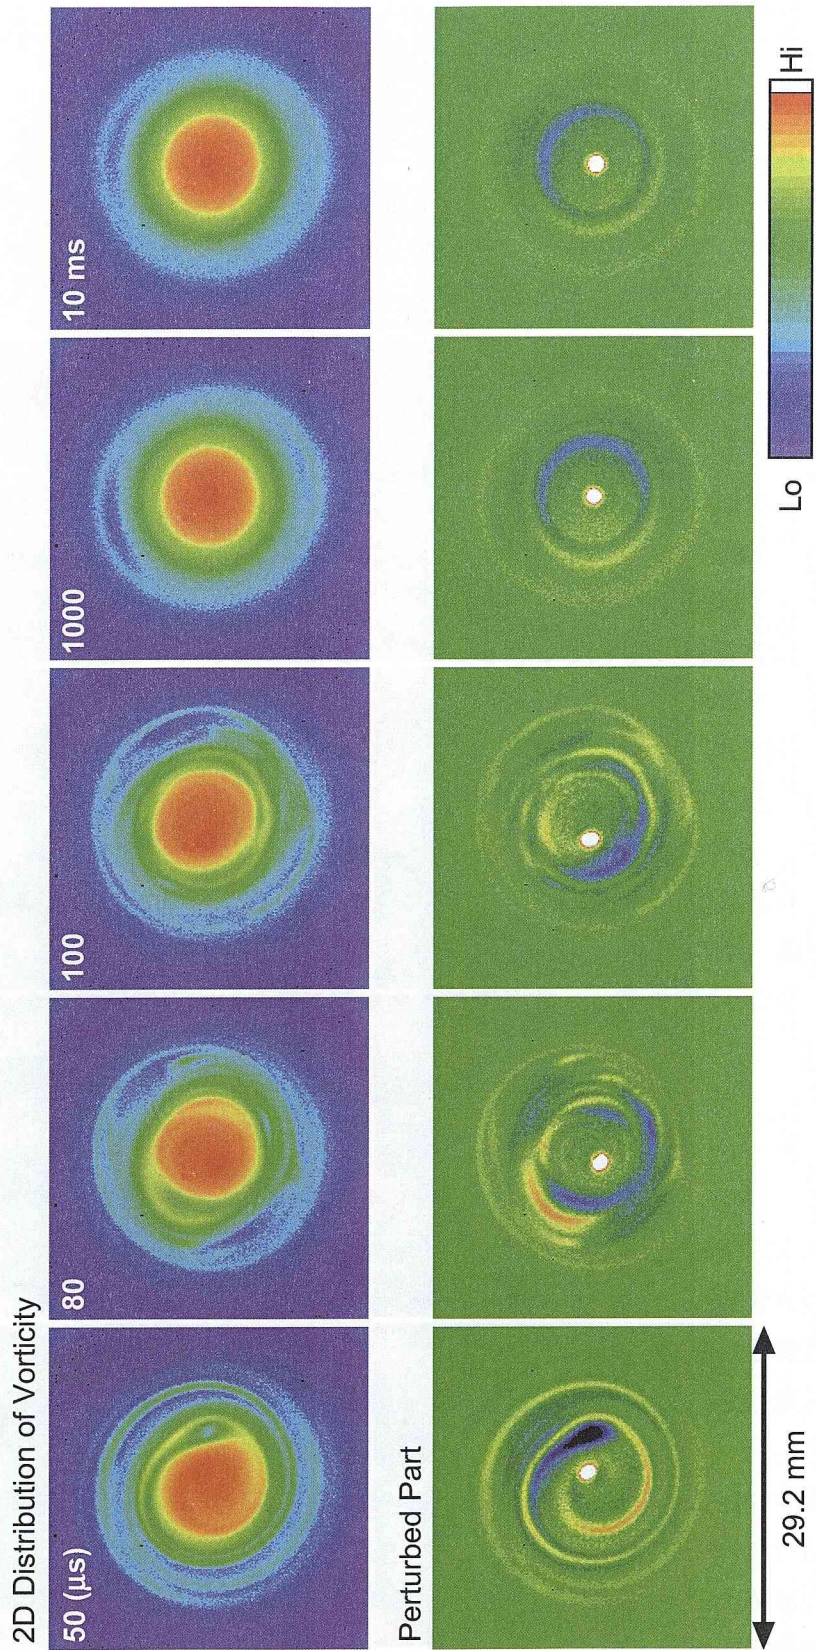 2D Distribution of Vorticity
50 (μs)
80
100
1000
10 ms
Perturbed Part
29.2 mm
Lo
Hi